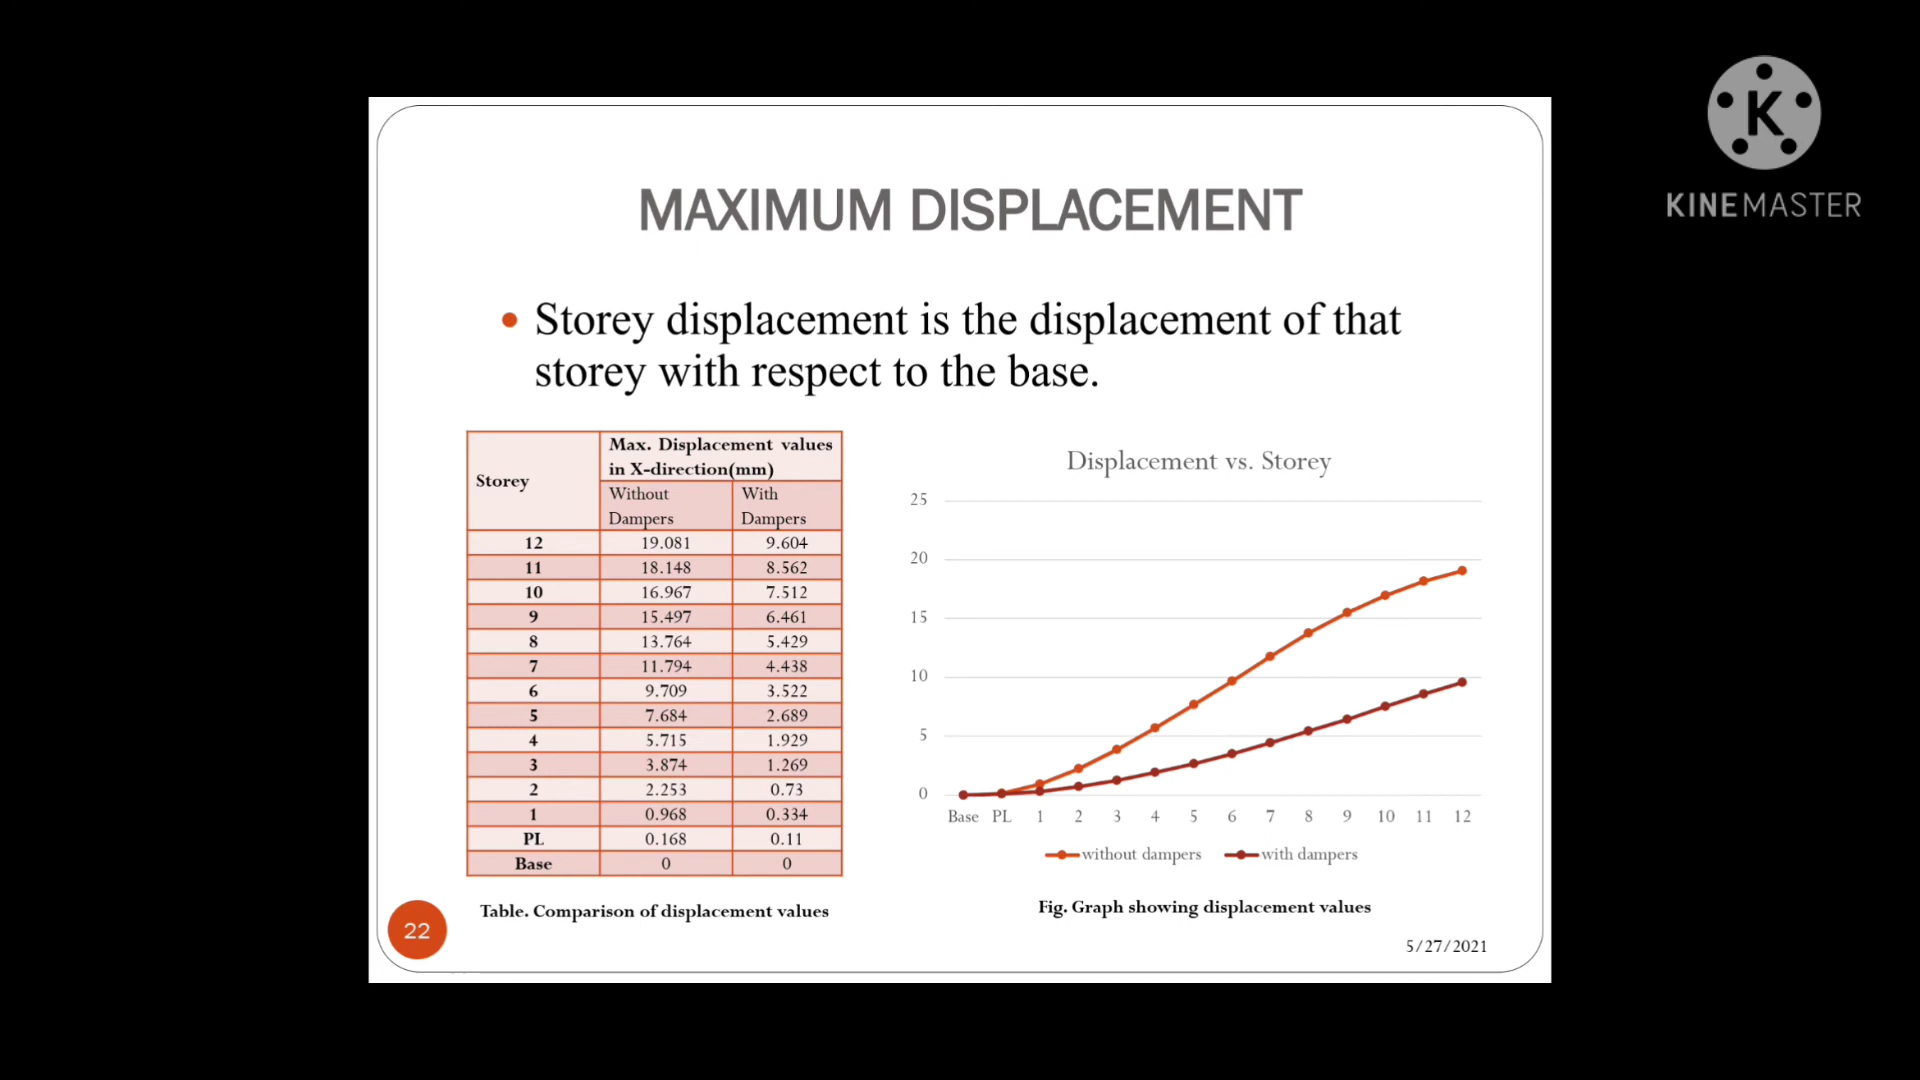 K
KINEMASTER
MAXIMUM DISPLACEMENT
• Storey displacement is the displacement of that
storey with respect to the base.
Storey
Max. Displacement values
in X-direction(mm)
Without
Dampers
With
Dampers
12 19.081 9.604
11 18.148 8.562
10 16.967 7.512
9 15.497 6.461
8 13.764 5.429
7 11.794 4.438
6 9.709 3.522
5 7.684 2.689
4 5.715 1.929
3 3.874 1.269
2 2.253 0.73
1 0.968 0.334
PL 0.168 0.11
Base 0 0
Table. Comparison of displacement values
Displacement vs. Storey
25
20
15
10
5
0
Base PL 1 2 3 4 5 6 7 8 9 10 11 12
without dampers with dampers
Fig. Graph showing displacement values
22
5/27/2021